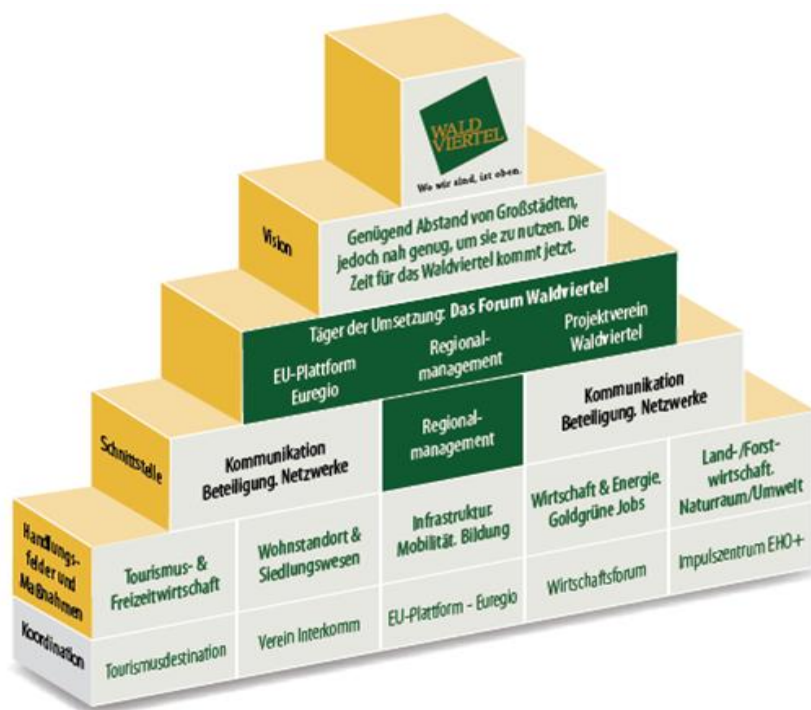 WALD
VIERTEL
Wo wir sind, ist oben.
Vision
Genügend Abstand von Großstädten,
jedoch nah genug, um sie zu nutzen. Die
Zeit für das Waldviertel kommt jetzt.
Täger der Umsetzung: Das Forum Waldviertel
EU-Plattform
Euregio
Regional-
management
Projektverein
Waldviertel
Schnittstelle
Kommunikation
Beteiligung. Netzwerke
Regional-
management
Kommunikation
Beteiligung. Netzwerke
Handlungs-
felder und
Maßnahmen
Tourismus- &
Freizeitwirtschaft
Wohnstandort &
Siedlungswesen
Infrastruktur.
Mobilität. Bildung
Wirtschaft & Energie.
Goldgrüne Jobs
Land-/Forst-
wirtschaft.
Naturraum/Umwelt
Koordination
Tourismusdestination
Verein Interkomm
EU-Plattform - Euregio
Wirtschaftsforum
Impulszentrum EHO+